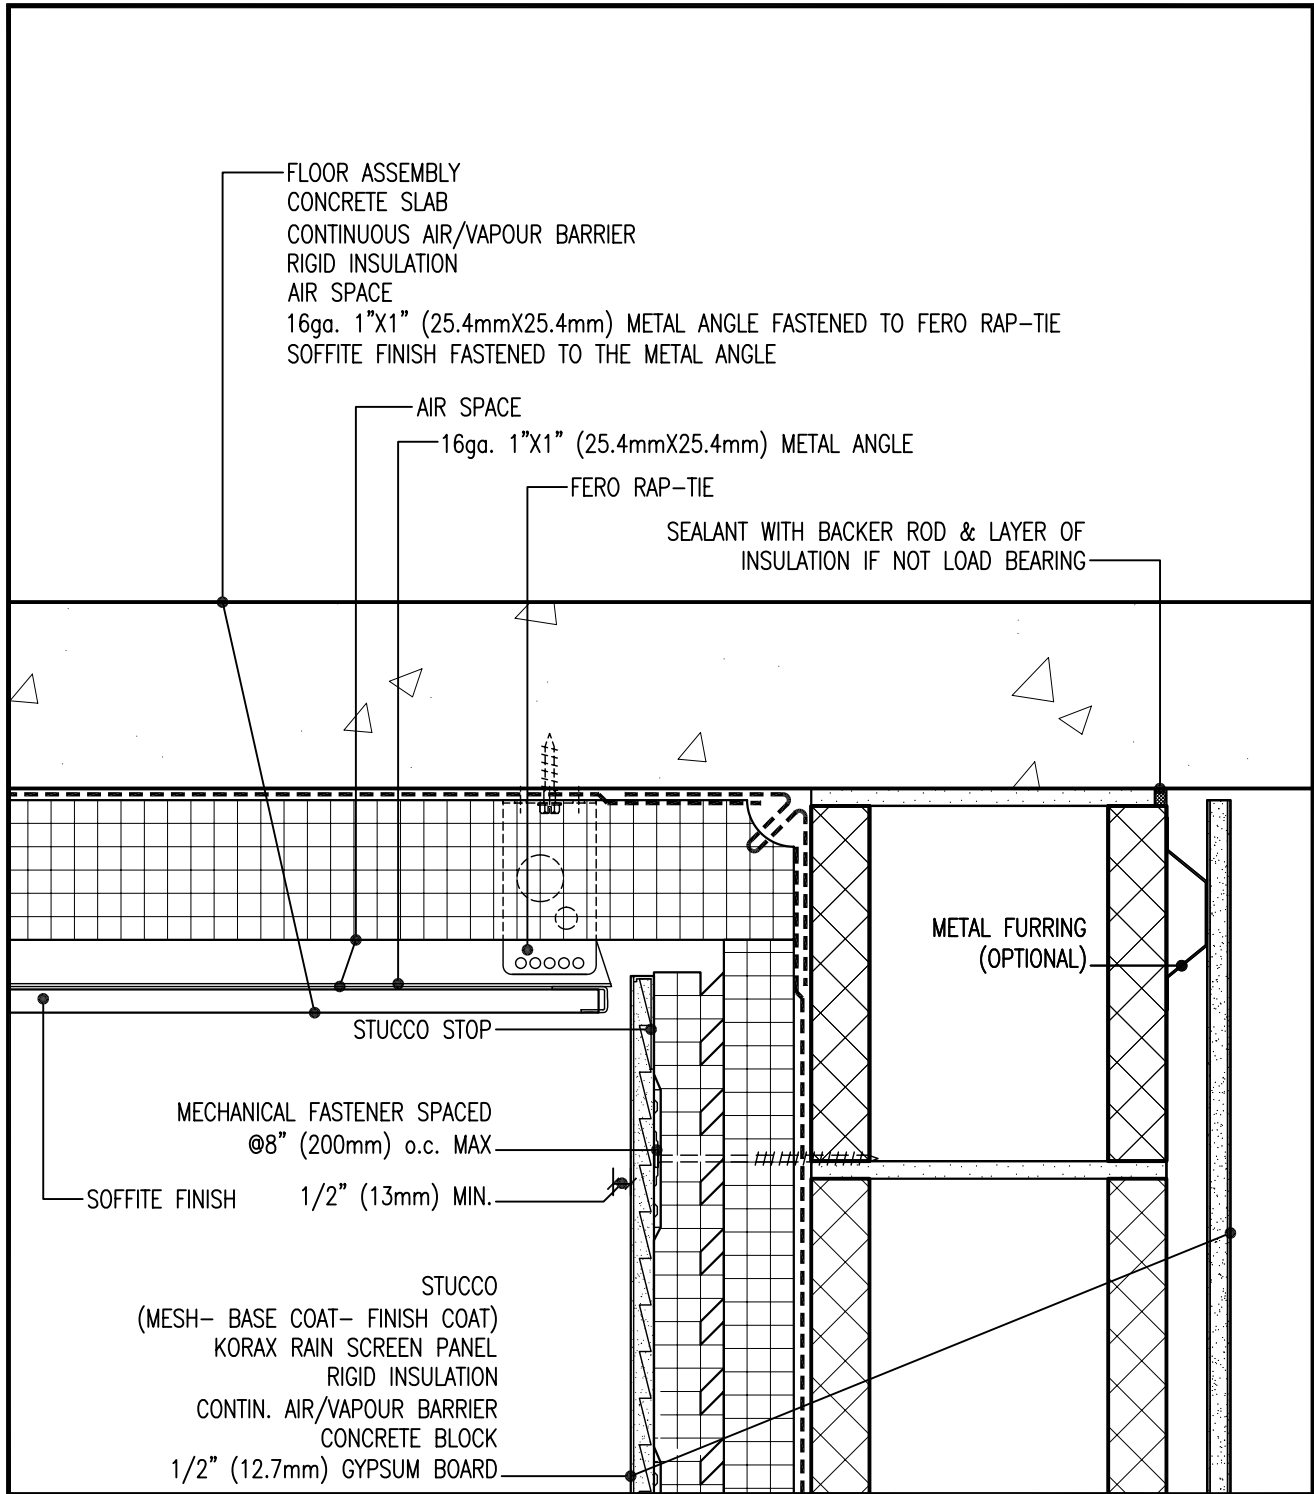 FLOOR ASSEMBLY
CONCRETE SLAB
CONTINUOUS AIR/VAPOUR BARRIER
RIGID INSULATION
AIR SPACE
16ga. 1"X1" (25.4mmX25.4mm) METAL ANGLE FASTENED TO FERO RAP-TIE
SOFFITE FINISH FASTENED TO THE METAL ANGLE
AIR SPACE
16ga. 1"X1" (25.4mmX25.4mm) METAL ANGLE
FERO RAP-TIE
SEALANT WITH BACKER ROD & LAYER OF
INSULATION IF NOT LOAD BEARING
METAL FURRING
(OPTIONAL)
STUCCO STOP
MECHANICAL FASTENER SPACED
@8" (200mm) o.c. MAX
SOFFITE FINISH
1/2" (13mm) MIN.
STUCCO
(MESH- BASE COAT- FINISH COAT)
KORAX RAIN SCREEN PANEL
RIGID INSULATION
CONTIN. AIR/VAPOUR BARRIER
CONCRETE BLOCK
1/2" (12.7mm) GYPSUM BOARD